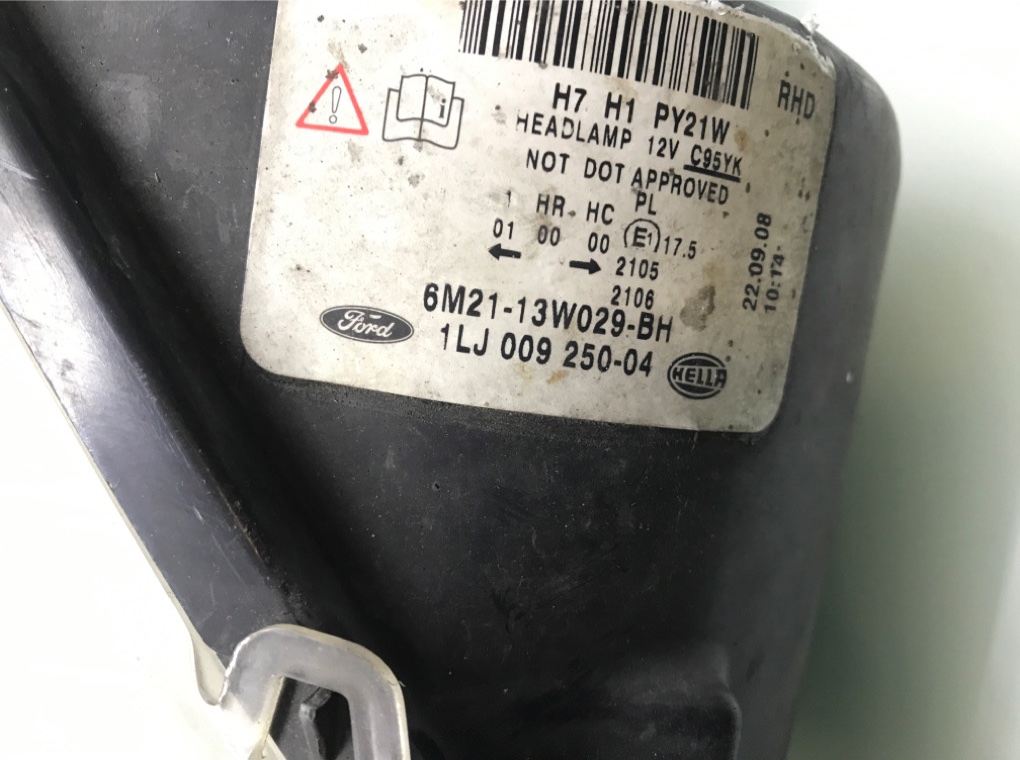 RHD
H7 H1 PY21W
HEADLAMP 12V C95YK
NOT DOT APPROVED
1 HR HC PL
01 00 00 E1 17.5
2105
2106
22.09.08
10:14
6M21-13W029-BH
Ford
1LJ 009 250-04
HELLA